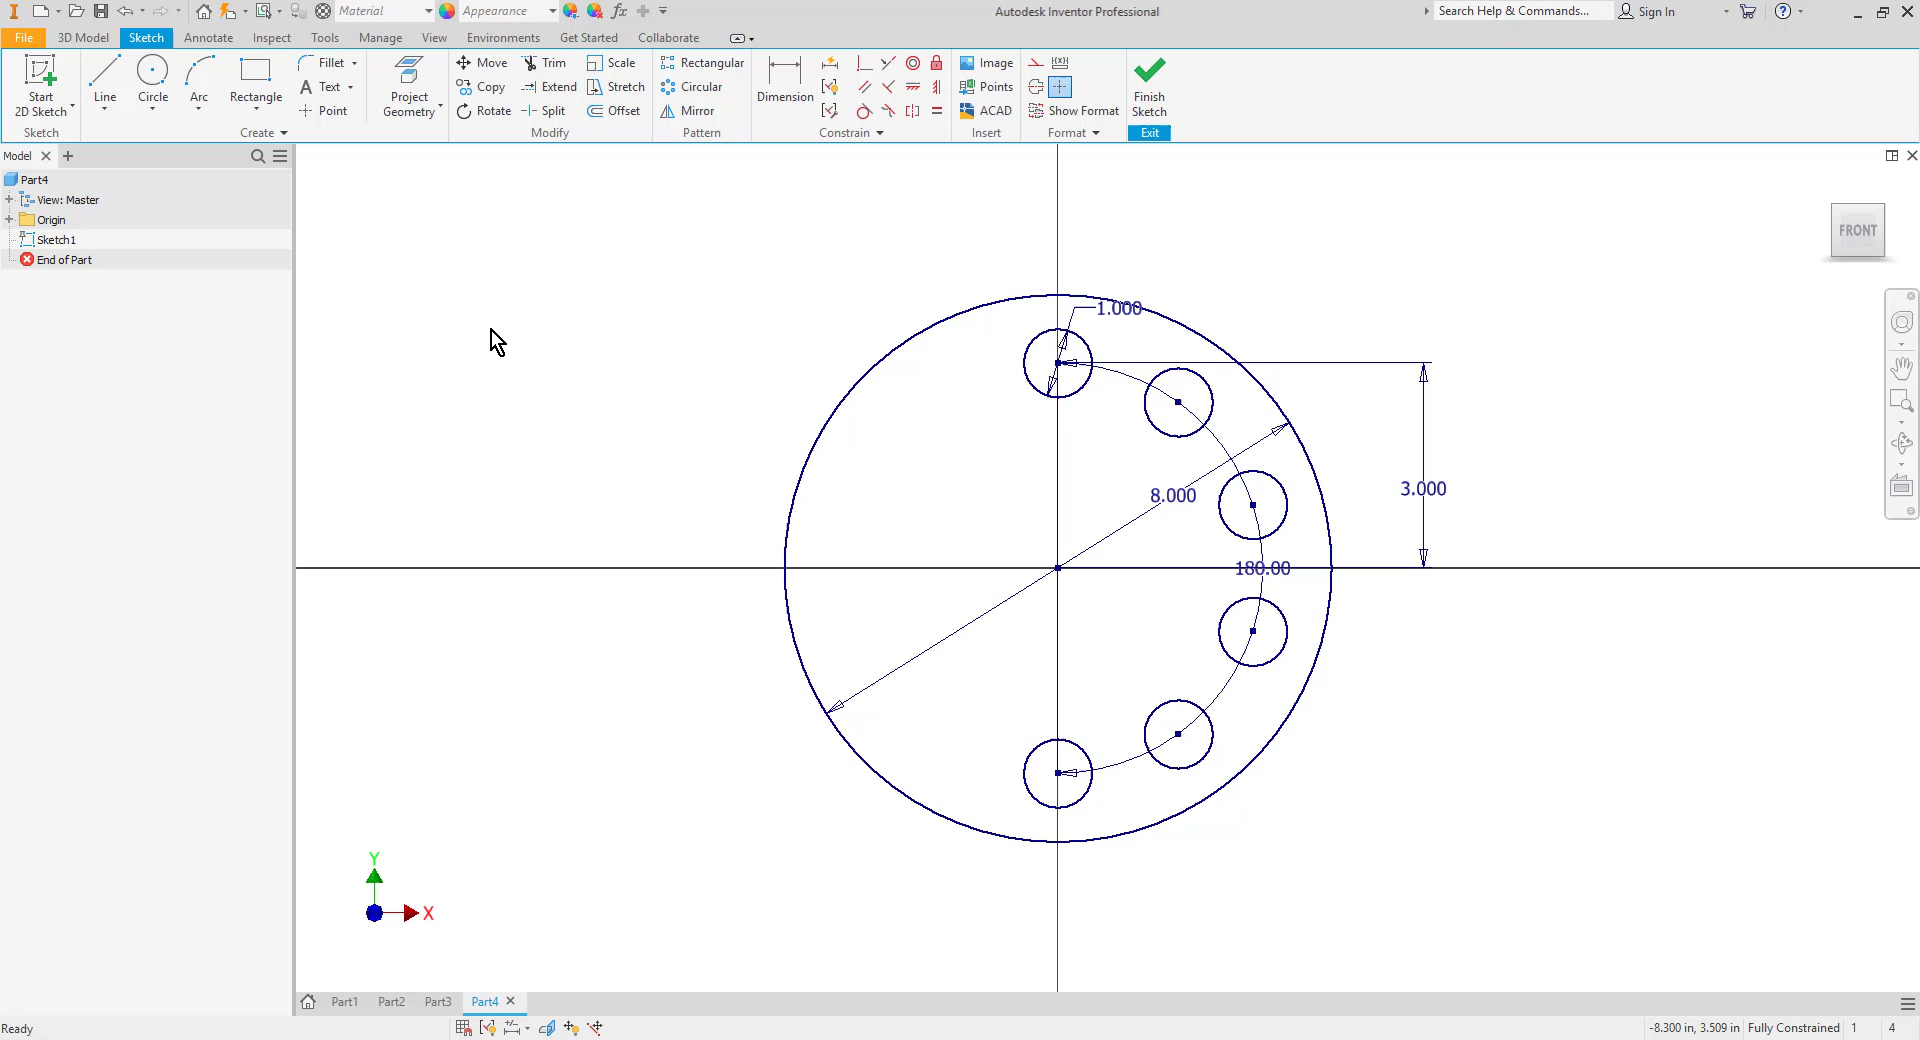 Material
Appearance
fx
Autodesk Inventor Professional
Search Help & Commands...
Sign In
File
3D Model
Sketch
Annotate
Inspect
Tools
Manage
View
Environments
Get Started
Collaborate
Start
2D Sketch
Line
Circle
Arc
Rectangle
Fillet
Text
Point
Project
Geometry
Move
Copy
Rotate
Trim
Extend
Split
Scale
Stretch
Offset
Rectangular
Circular
Mirror
Dimension
Image
Points
ACAD
Show Format
Finish
Sketch
Sketch
Create
Modify
Pattern
Constrain
Insert
Format
Exit
Model
Part4
View: Master
Origin
Sketch1
End of Part
FRONT
1.000
8.000
3.000
180.00
Y
X
Part1
Part2
Part3
Part4
Ready
-8.300 in, 3.509 in
Fully Constrained
1
4